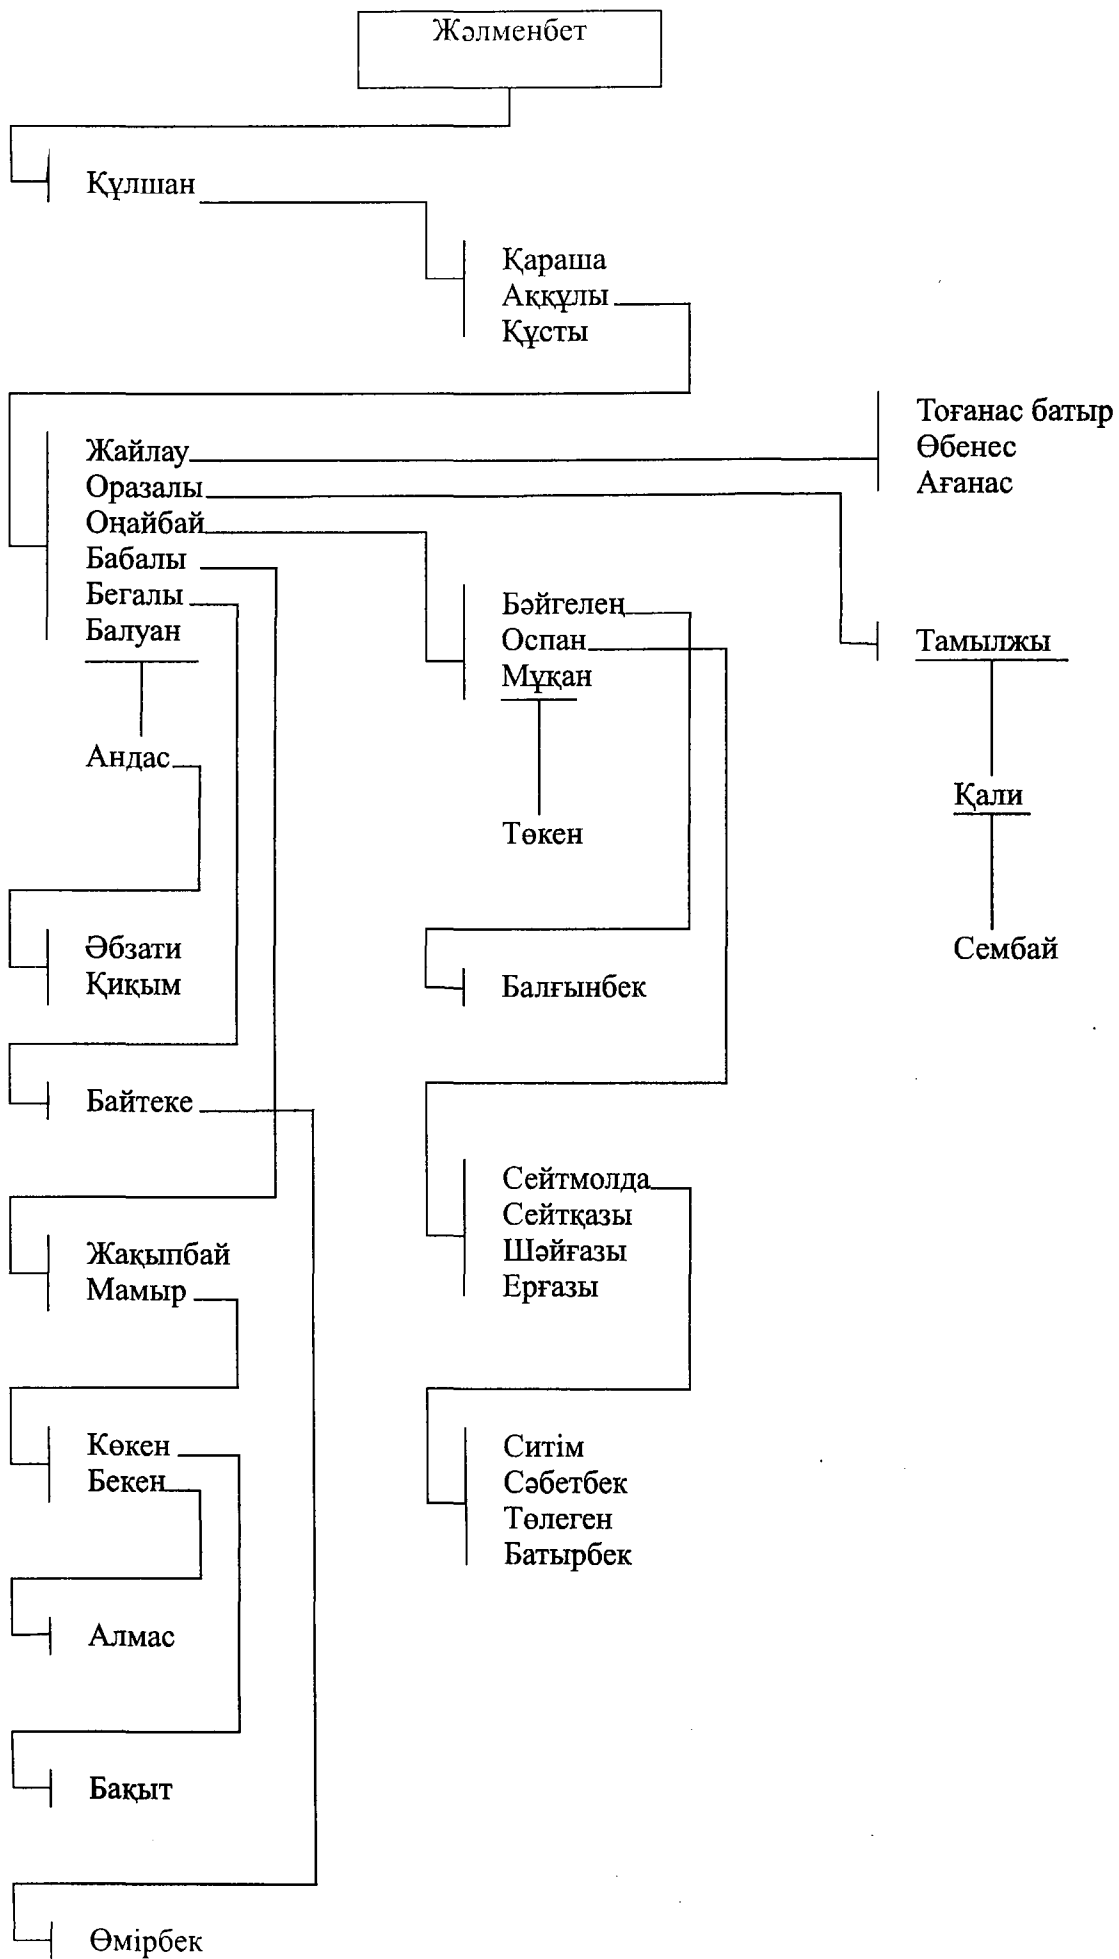 Жәлменбет
Құлшан
Қараша
Аққұлы
Құсты
Тоғанас батыр
Өбенес
Ағанас
Жайлау
Оразалы
Оңайбай
Бабалы
Бегалы
Балуан
Бәйгелең
Оспан
Мұқан
Тамылжы
Андас
Қали
Төкен
Әбзати
Қиқым
Сембай
Балғынбек
Байтеке
Сейтмолда
Сейтқазы
Шәйғазы
Ерғазы
Жақыпбай
Мамыр
Көкен
Бекен
Ситім
Сәбетбек
Төлеген
Батырбек
Алмас
Бақыт
Өмірбек